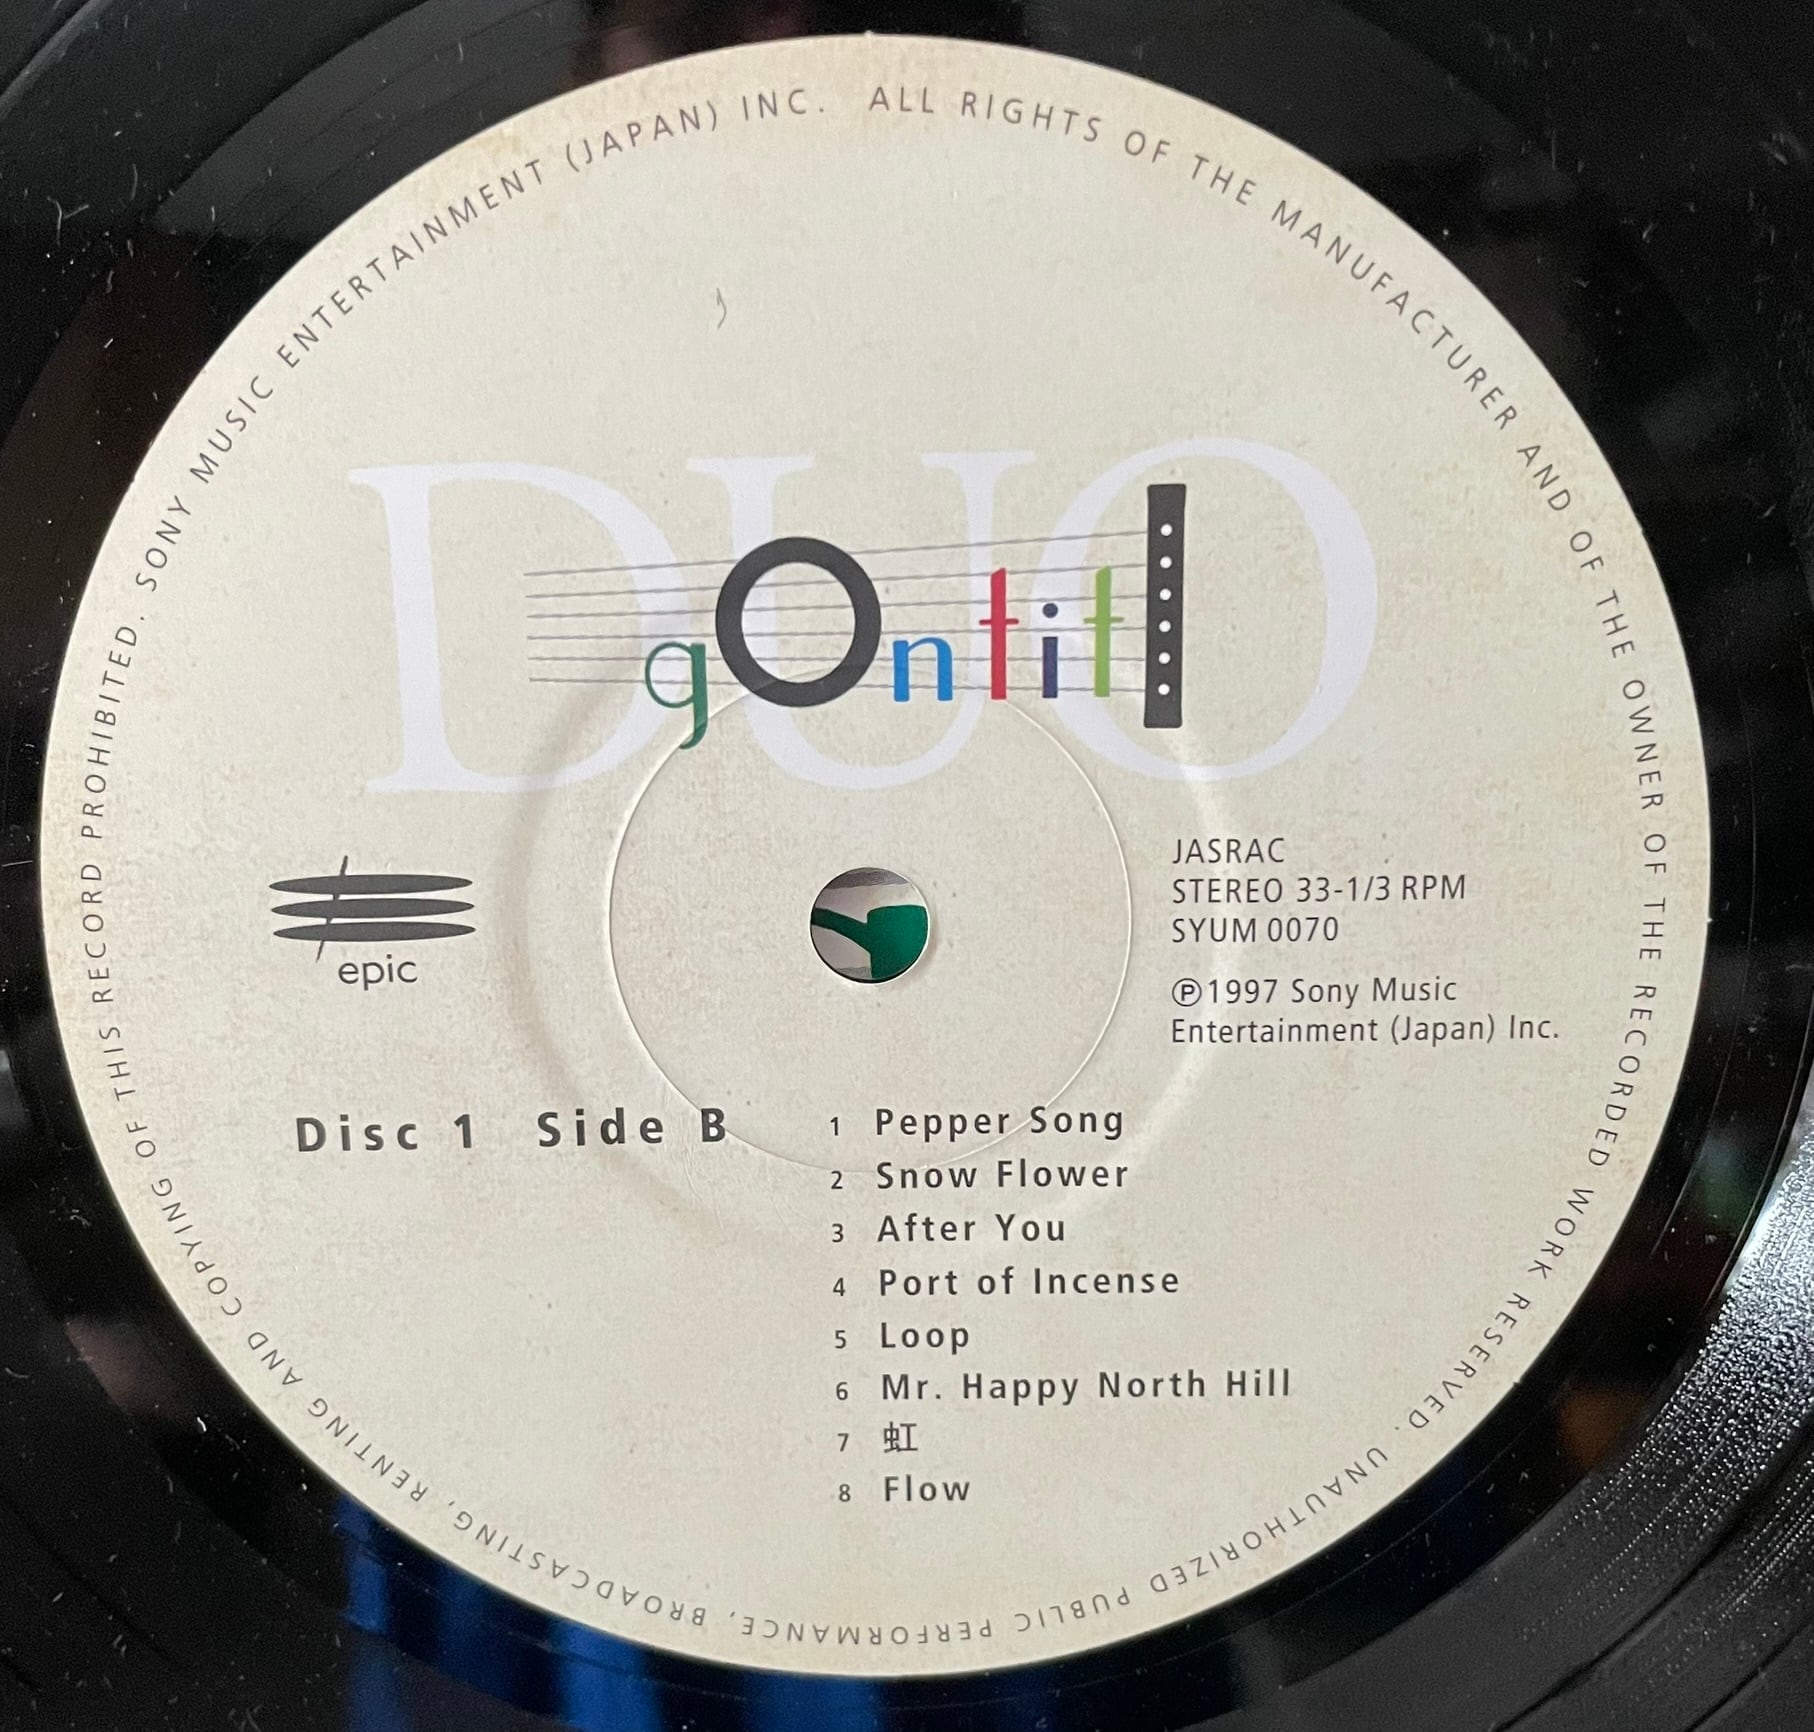 SONY MUSIC ENTERTAINMENT (JAPAN) INC. ALL RIGHTS OF THE MANUFACTURER AND OF THE OWNER OF THE RECORDED WORK RESERVED. UNAUTHORIZED PUBLIC PERFORMANCE, BROADCASTING, RENTING AND COPYING OF THIS RECORD PROHIBITED.
DUO
gOntit
epic
JASRAC
STEREO 33-1/3 RPM
SYUM 0070
℗1997 Sony Music
Entertainment (Japan) Inc.
Disc 1 Side B
1 Pepper Song
2 Snow Flower
3 After You
4 Port of Incense
5 Loop
6 Mr. Happy North Hill
7 虹
8 Flow